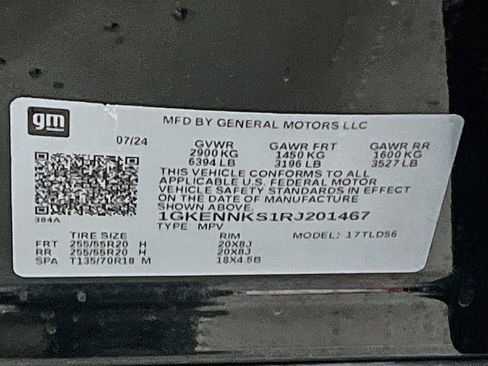 gm
MFD BY GENERAL MOTORS LLC
07/24
GVWR GAWR FRT GAWR RR
2900 KG 1450 KG 1600 KG
6394 LB 3196 LB 3527 LB
THIS VEHICLE CONFORMS TO ALL
APPLICABLE U.S. FEDERAL MOTOR
VEHICLE SAFETY STANDARDS IN EFFECT
ON THE DATE OF MANUFACTURE
SHOWN ABOVE.
384A
1GKENNKS1RJ201467
TYPE MPV
TIRE SIZE RIM MODEL: 17TLD56
FRT 255/55R20 H 20X8J
RR 255/55R20 H 20X8J
SPA T135/70R18 M 18X4.5B